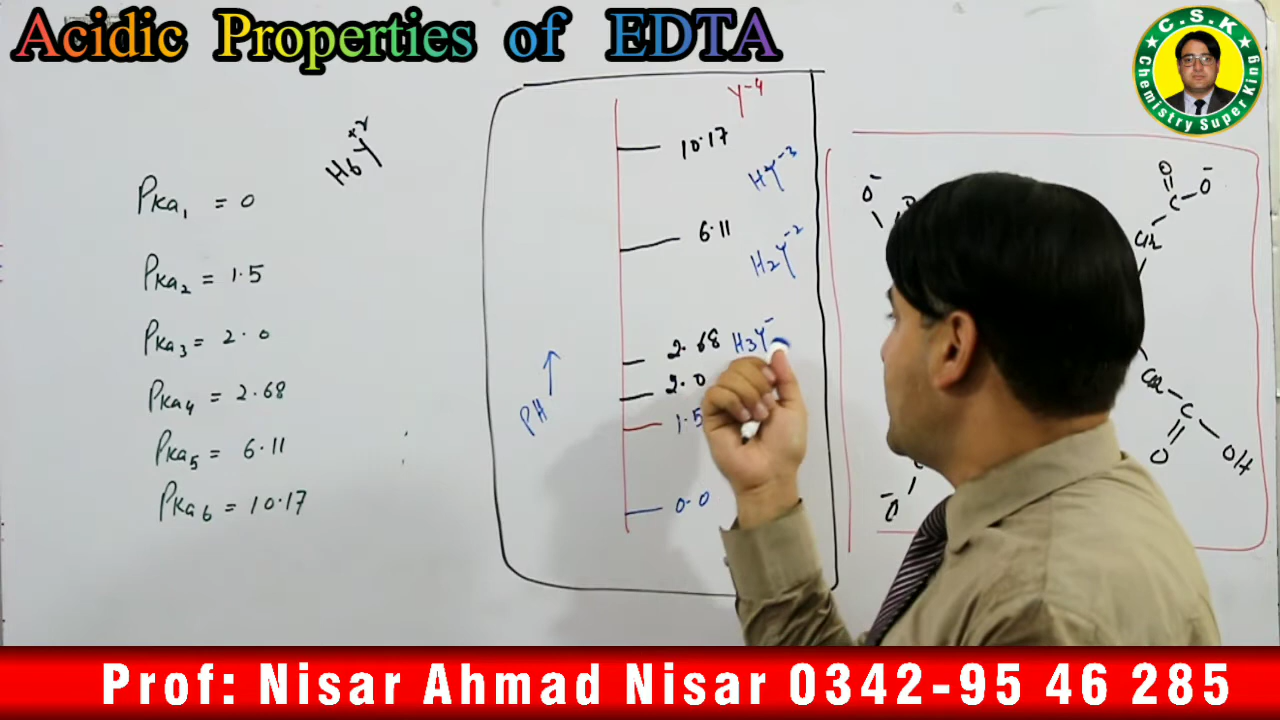 Acidic Properties of EDTA
C.S.K
Chemistry Super King
H6Y+2
Pka1 = 0
Pka2 = 1.5
Pka3 = 2.0
Pka4 = 2.68
Pka5 = 6.11
Pka6 = 10.17
PH
Y-4
10.17
HY-3
6.11
H2Y-2
2.68 H3Y-
2.0
1.5
0.0
O-
O
O-
C
CH2
CH2
C
O
OH
O-
Prof: Nisar Ahmad Nisar 0342-95 46 285